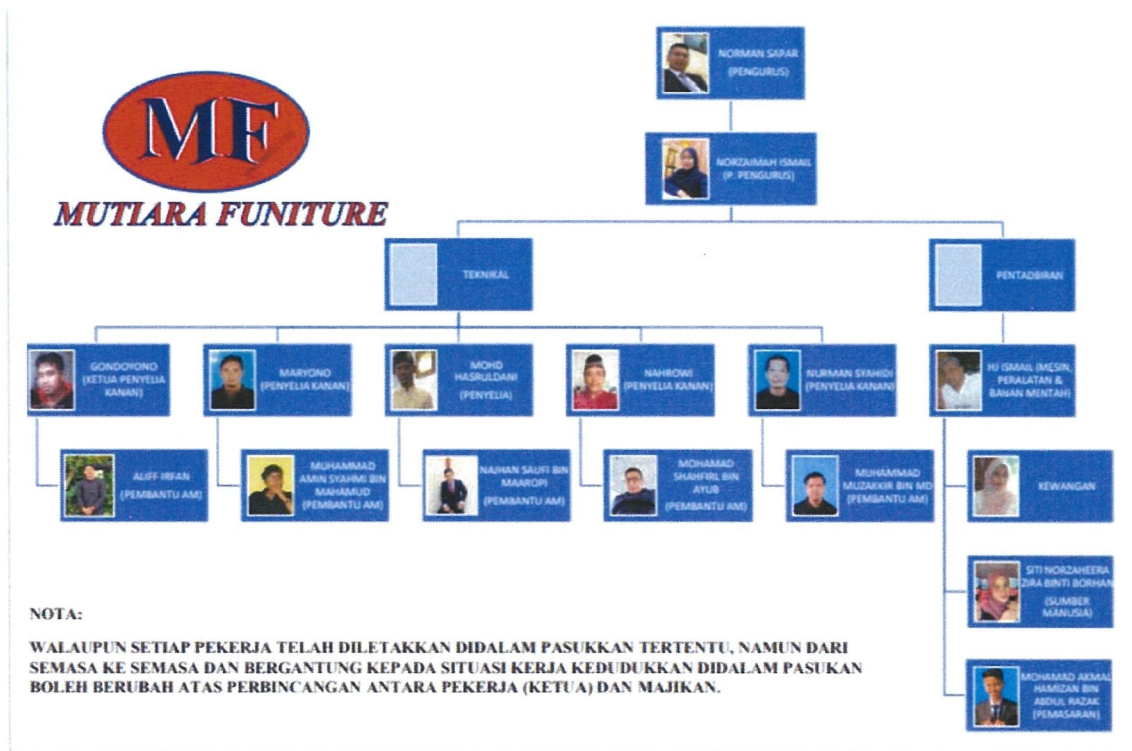 NORMAN SAPAR
(PENGURUS)
MF
MUTIARA FUNITURE
NORZAIMAH ISMAIL
(P. PENGURUS)
TEKNIKAL
PENTADBIRAN
GONDOYONO
(KETUA PENYELIA
KANAN)
MARYONO
(PENYELIA KANAN)
MOHD
HASRULDANI
(PENYELIA)
NAHROWI
(PENYELIA KANAN)
NURMAN SYAHIDI
(PENYELIA KANAN)
HJ ISMAIL (MESIN,
PERALATAN &
BAHAN MENTAH)
ALIFF IRFAN
(PEMBANTU AM)
MUHAMMAD
AMIN SYAHMI BIN
MAHAMUD
(PEMBANTU AM)
NAJHAN SAUFI BIN
MAAROPI
(PEMBANTU AM)
MOHAMAD
SHAHFIRL BIN
AYUB
(PEMBANTU AM)
MUHAMMAD
MUZAKKIR BIN MD
(PEMBANTU AM)
KEWANGAN
SITI NORZAHEERA
ZIRA BINTI BORHAN
(SUMBER
MANUSIA)
MOHAMAD AKMAL
HAMIZAN BIN
ABDUL RAZAK
(PEMASARAN)
NOTA:
WALAUPUN SETIAP PEKERJA TELAH DILETAKKAN DIDALAM PASUKKAN TERTENTU, NAMUN DARI
SEMASA KE SEMASA DAN BERGANTUNG KEPADA SITUASI KERJA KEDUDUKKAN DIDALAM PASUKAN
BOLEH BERUBAH ATAS PERBINCANGAN ANTARA PEKERJA (KETUA) DAN MAJIKAN.